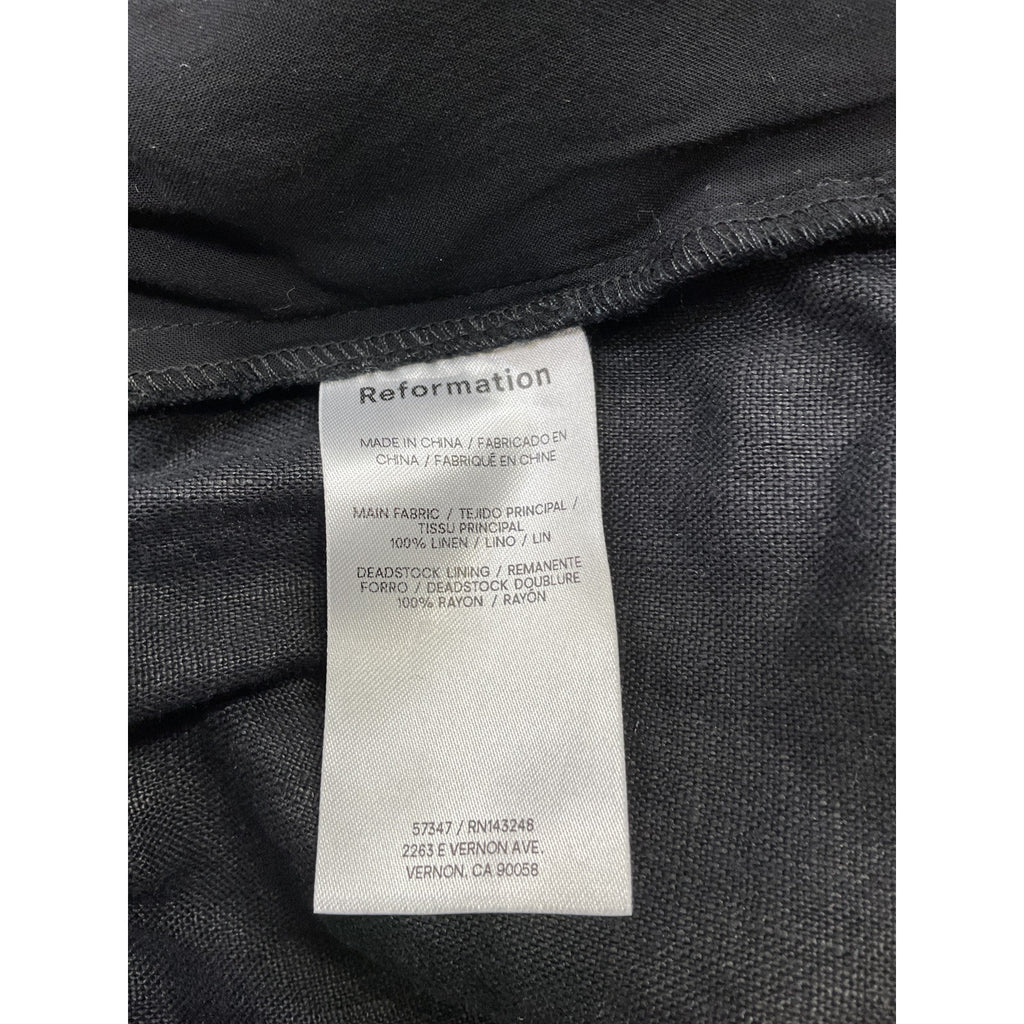 Reformation
MADE IN CHINA / FABRICADO EN
CHINA / FABRIQUÉ EN CHINE
MAIN FABRIC / TEJIDO PRINCIPAL /
TISSU PRINCIPAL
100% LINEN / LINO / LIN
DEADSTOCK LINING / REMANENTE
FORRO / DEADSTOCK DOUBLURE
100% RAYON / RAYÓN
57347 / RN143248
2263 E VERNON AVE.
VERNON, CA 90058